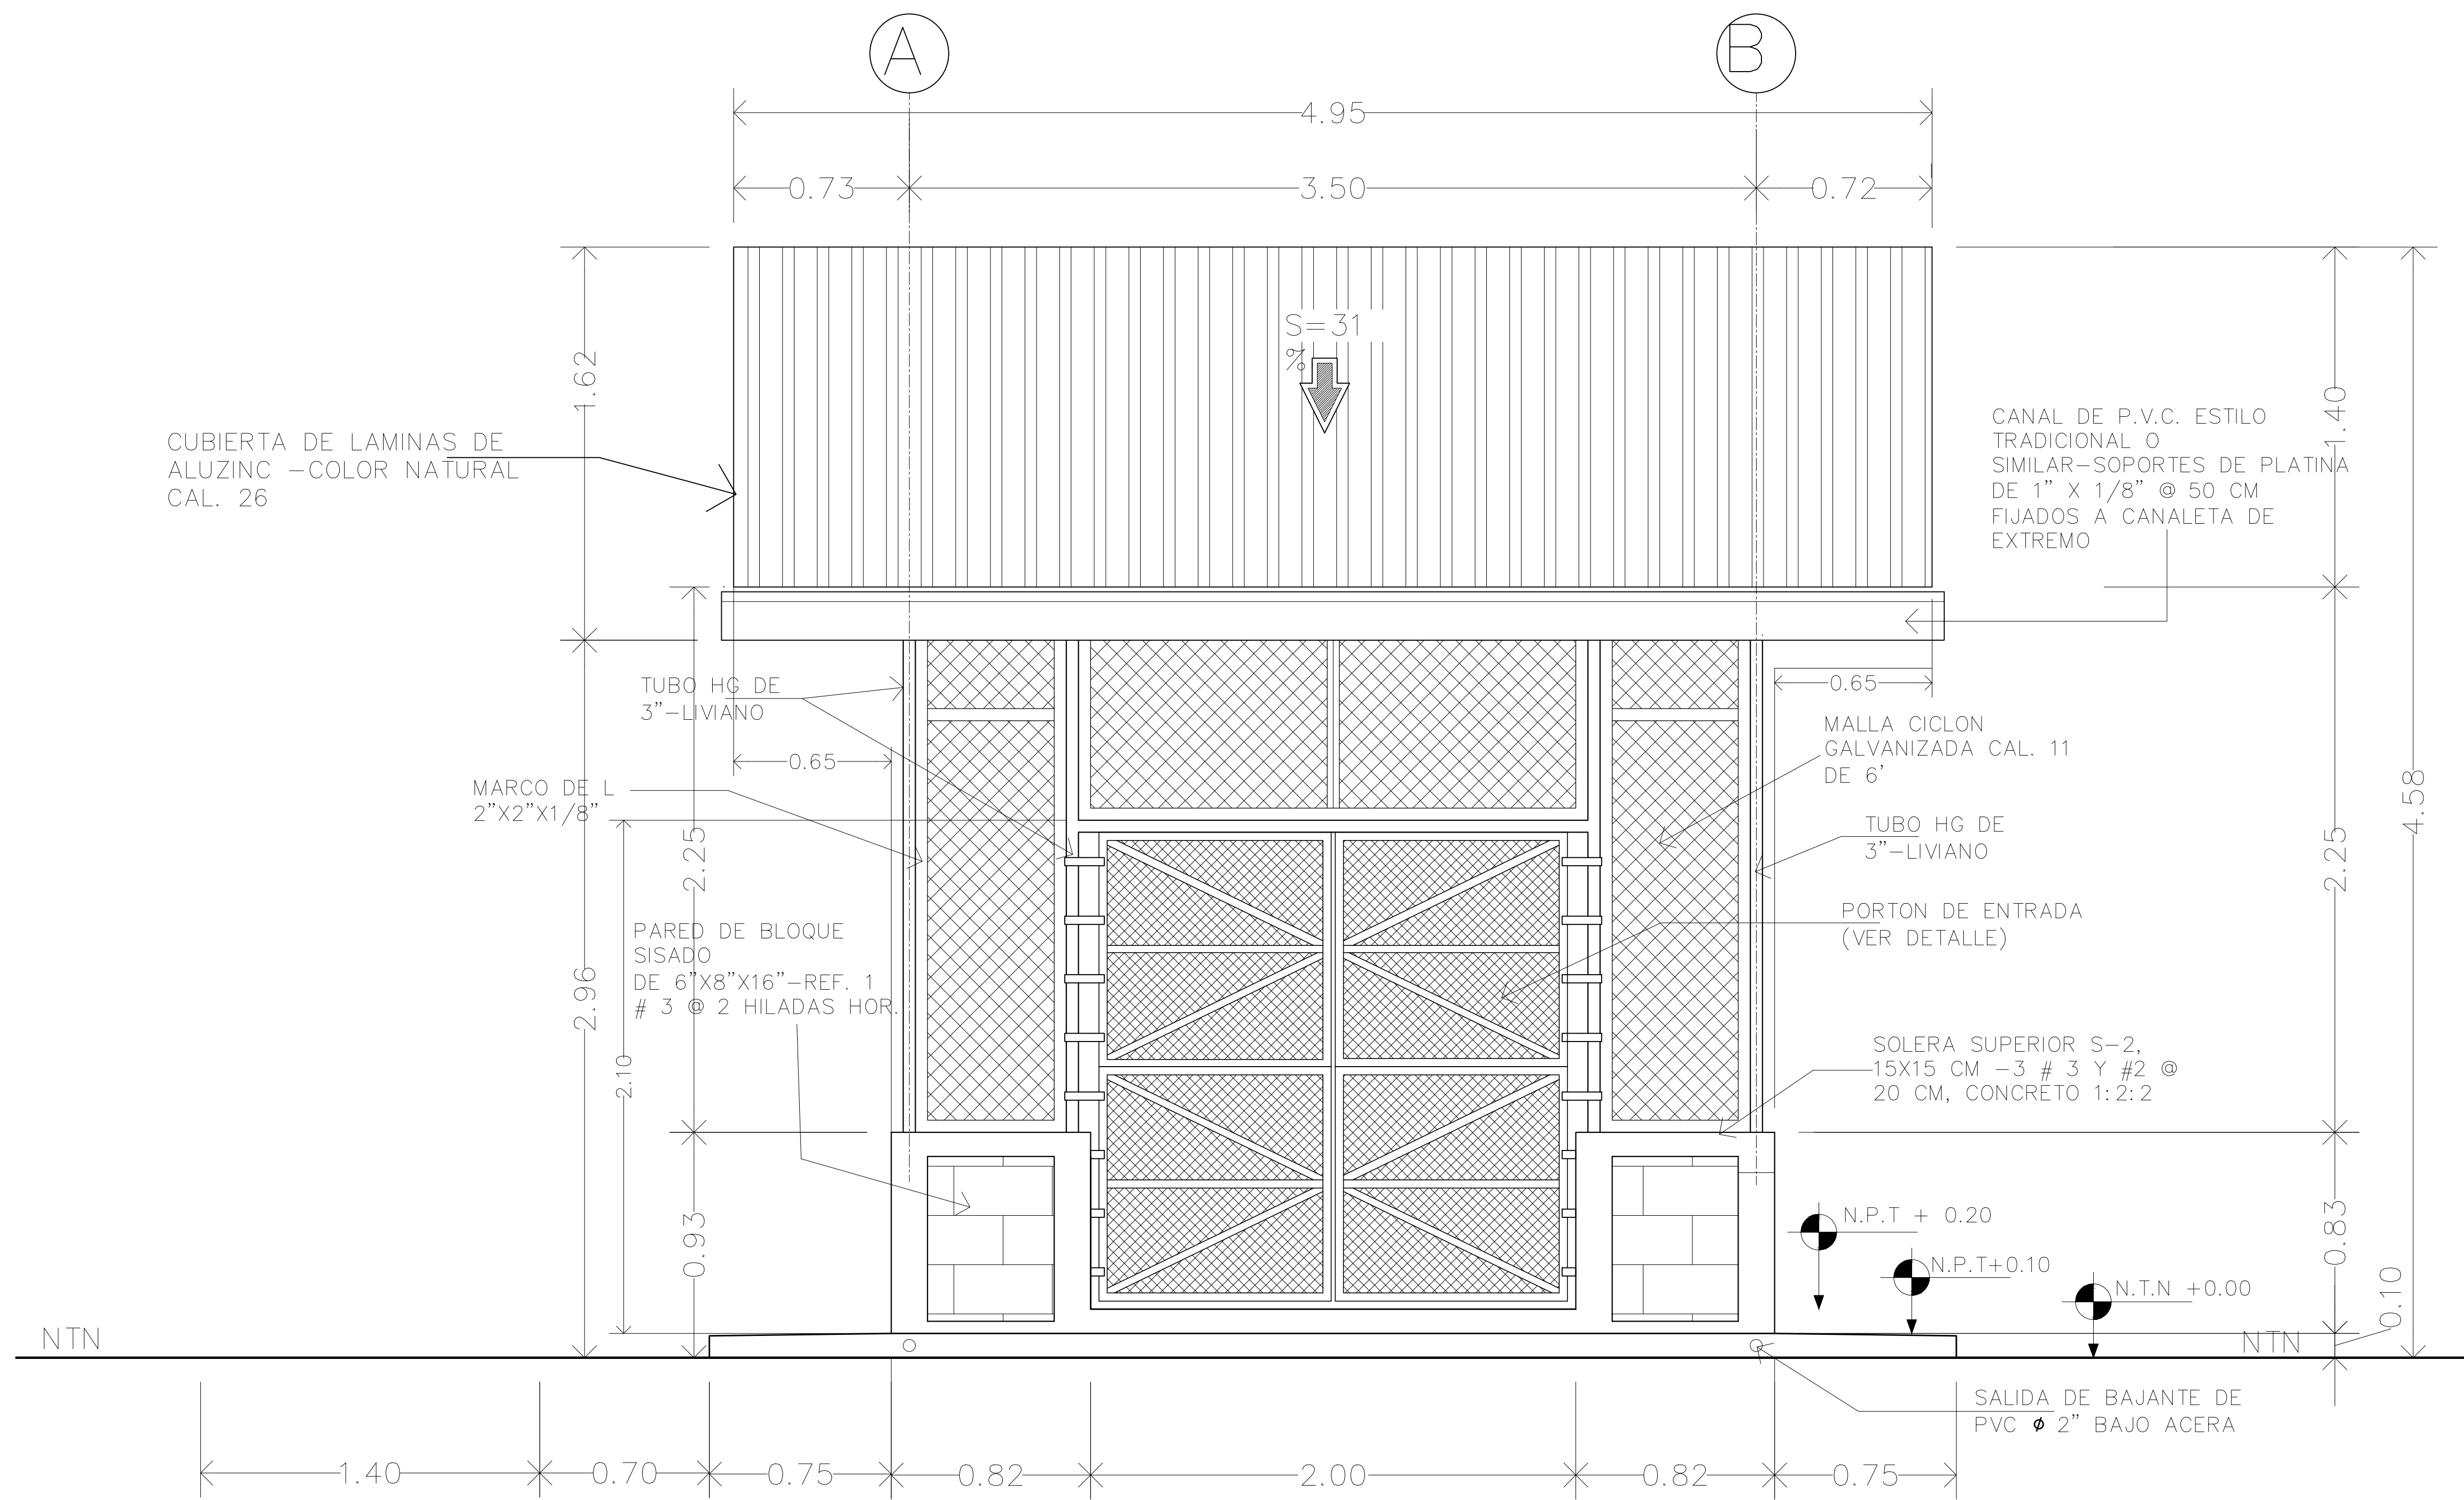 A
B
4.95
0.73
3.50
0.72
S=31
%
1.62
1.40
CUBIERTA DE LAMINAS DE
ALUZINC -COLOR NATURAL
CAL. 26
CANAL DE P.V.C. ESTILO
TRADICIONAL O
SIMILAR-SOPORTES DE PLATINA
DE 1" X 1/8" @ 50 CM
FIJADOS A CANALETA DE
EXTREMO
TUBO HG DE
3"-LIVIANO
0.65
0.65
MALLA CICLON
GALVANIZADA CAL. 11
DE 6'
MARCO DE L
2"X2"X1/8"
4.58
TUBO HG DE
3"-LIVIANO
2.25
2.25
PARED DE BLOQUE
SISADO
DE 6"X8"X16"-REF. 1
# 3 @ 2 HILADAS HOR.
PORTON DE ENTRADA
(VER DETALLE)
2.96
2.10
SOLERA SUPERIOR S-2,
15X15 CM -3 # 3 Y #2 @
20 CM, CONCRETO 1:2:2
0.93
0.83
N.P.T + 0.20
N.P.T+0.10
N.T.N +0.00
0.10
NTN
NTN
SALIDA DE BAJANTE DE
PVC ϕ 2" BAJO ACERA
1.40
0.70
0.75
0.82
2.00
0.82
0.75